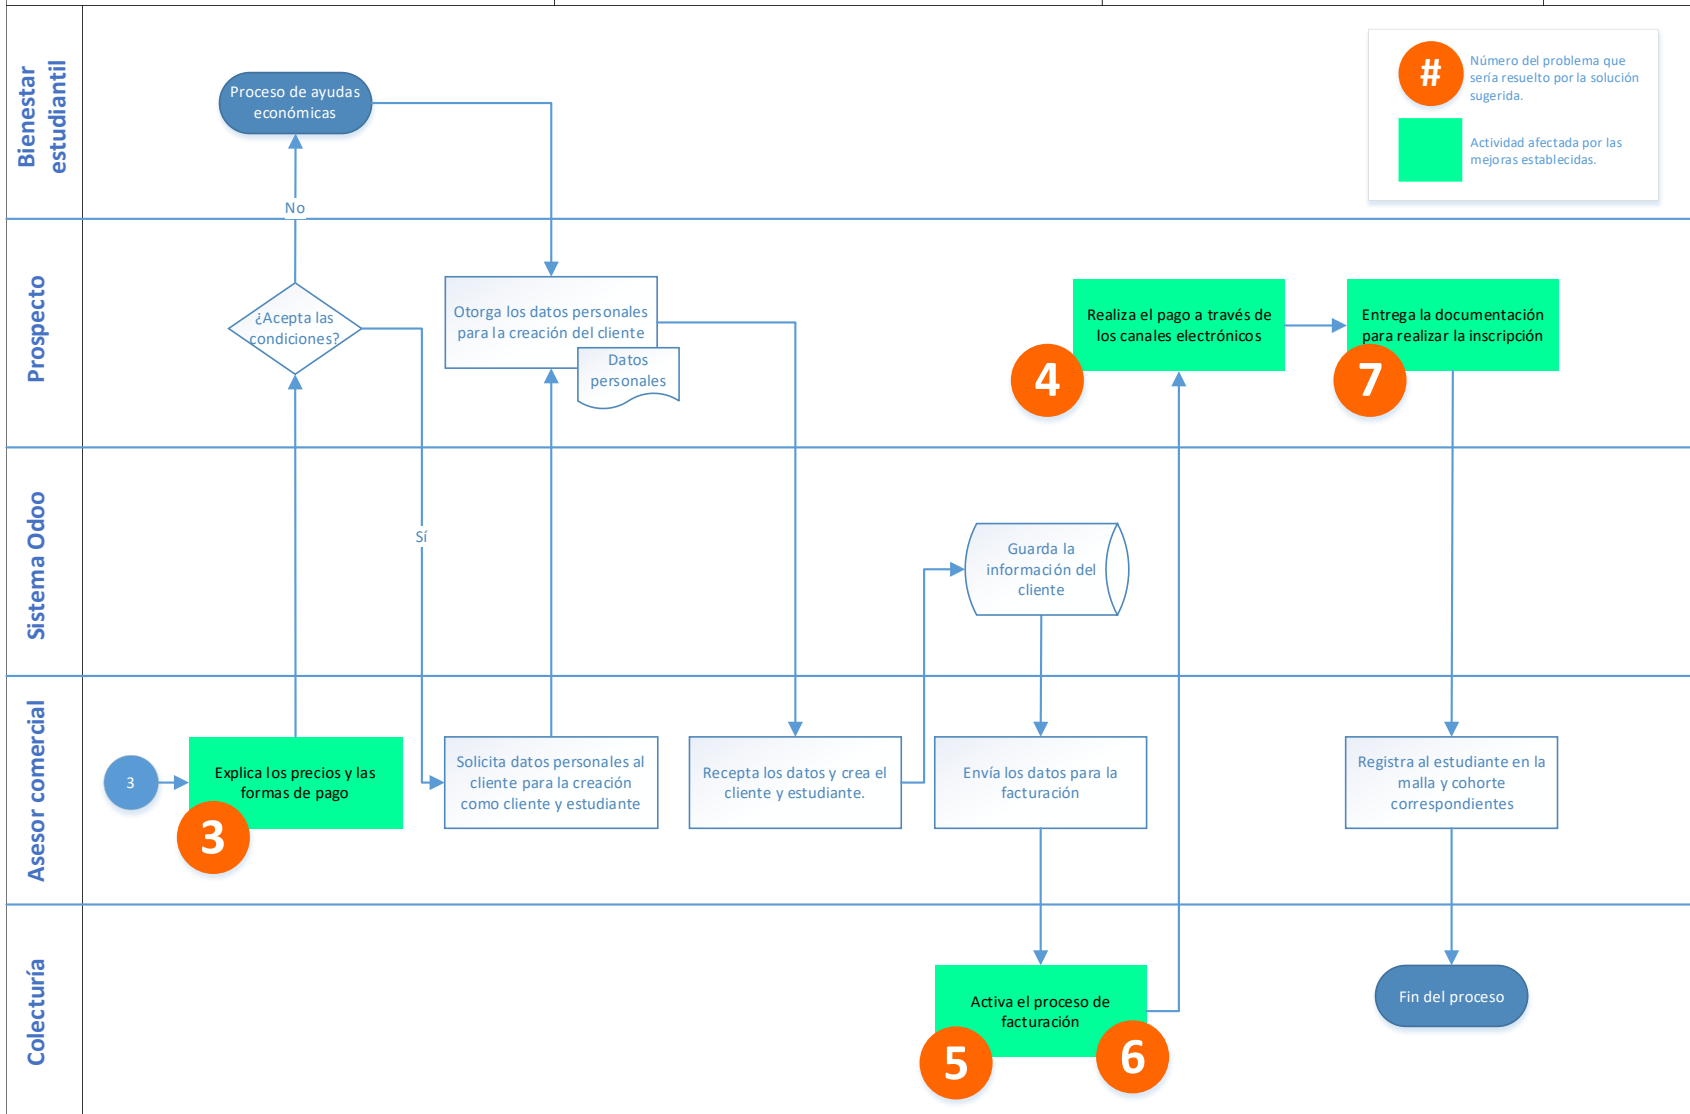 Bienestar
estudiantil
Proceso de ayudas
económicas
No
#
Número del problema que
sería resuelto por la solución
sugerida.
Actividad afectada por las
mejoras establecidas.
Prospecto
¿Acepta las
condiciones?
Otorga los datos personales
para la creación del cliente
Datos
personales
Realiza el pago a través de
los canales electrónicos
4
Entrega la documentación
para realizar la inscripción
7
Sistema Odoo
Sí
Guarda la
información del
cliente
Asesor comercial
3
Explica los precios y las
formas de pago
3
Solicita datos personales al
cliente para la creación
como cliente y estudiante
Recepta los datos y crea el
cliente y estudiante.
Envía los datos para la
facturación
Registra al estudiante en la
malla y cohorte
correspondientes
Colecturía
Activa el proceso de
facturación
5
6
Fin del proceso